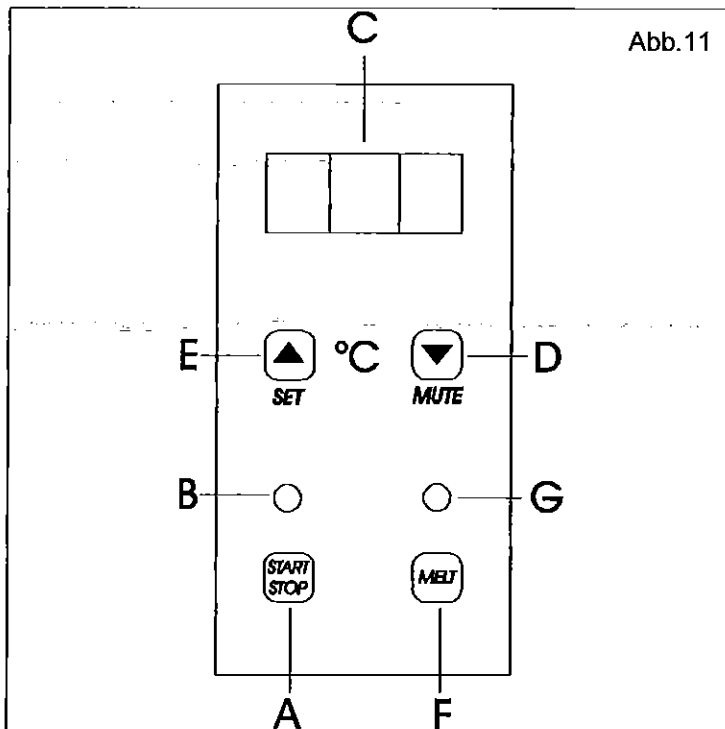 C
Abb.11
E ▲ °C ▼ D
SET MUTE
B G
START
STOP
MELT
A F